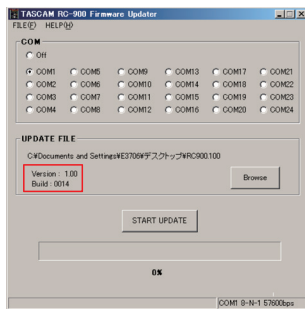 TASCAM RC-900 Firmware Updater
FILE(F) HELP(H)
COM
Off
COM1 COM5 COM9 COM13 COM17 COM21
COM2 COM6 COM10 COM14 COM18 COM22
COM3 COM7 COM11 COM15 COM19 COM23
COM4 COM8 COM12 COM16 COM20 COM24
UPDATE FILE
C:¥Documents and Settings¥E3706¥デスクトップ¥RC900.100
Version : 1.00
Build : 0014
Browse
START UPDATE
0%
COM1 8-N-1 57600bps